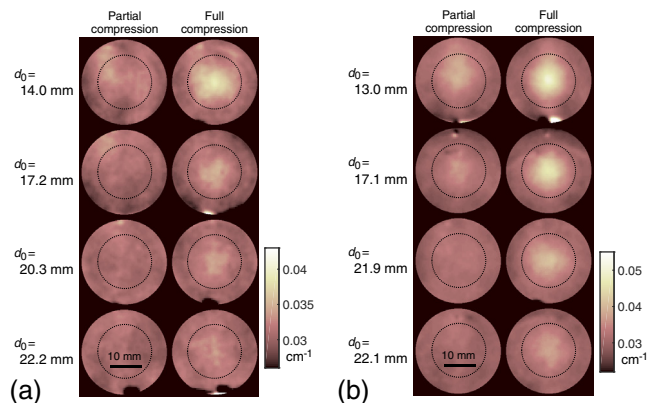 Partial compression Full compression
d0= 14.0 mm
d0= 17.2 mm
d0= 20.3 mm
d0= 22.2 mm
10 mm
0.04
0.035
0.03
cm-1
(a)
Partial compression Full compression
d0= 13.0 mm
d0= 17.1 mm
d0= 21.9 mm
d0= 22.1 mm
10 mm
0.05
0.04
0.03
cm-1
(b)